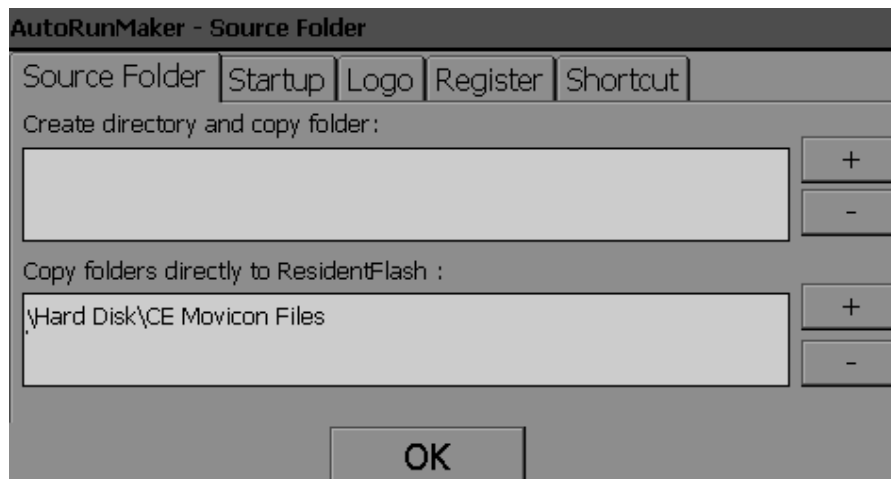 AutoRunMaker - Source Folder
Source Folder Startup Logo Register Shortcut
Create directory and copy folder:
+
-
Copy folders directly to ResidentFlash :
\Hard Disk\CE Movicon Files
+
-
OK